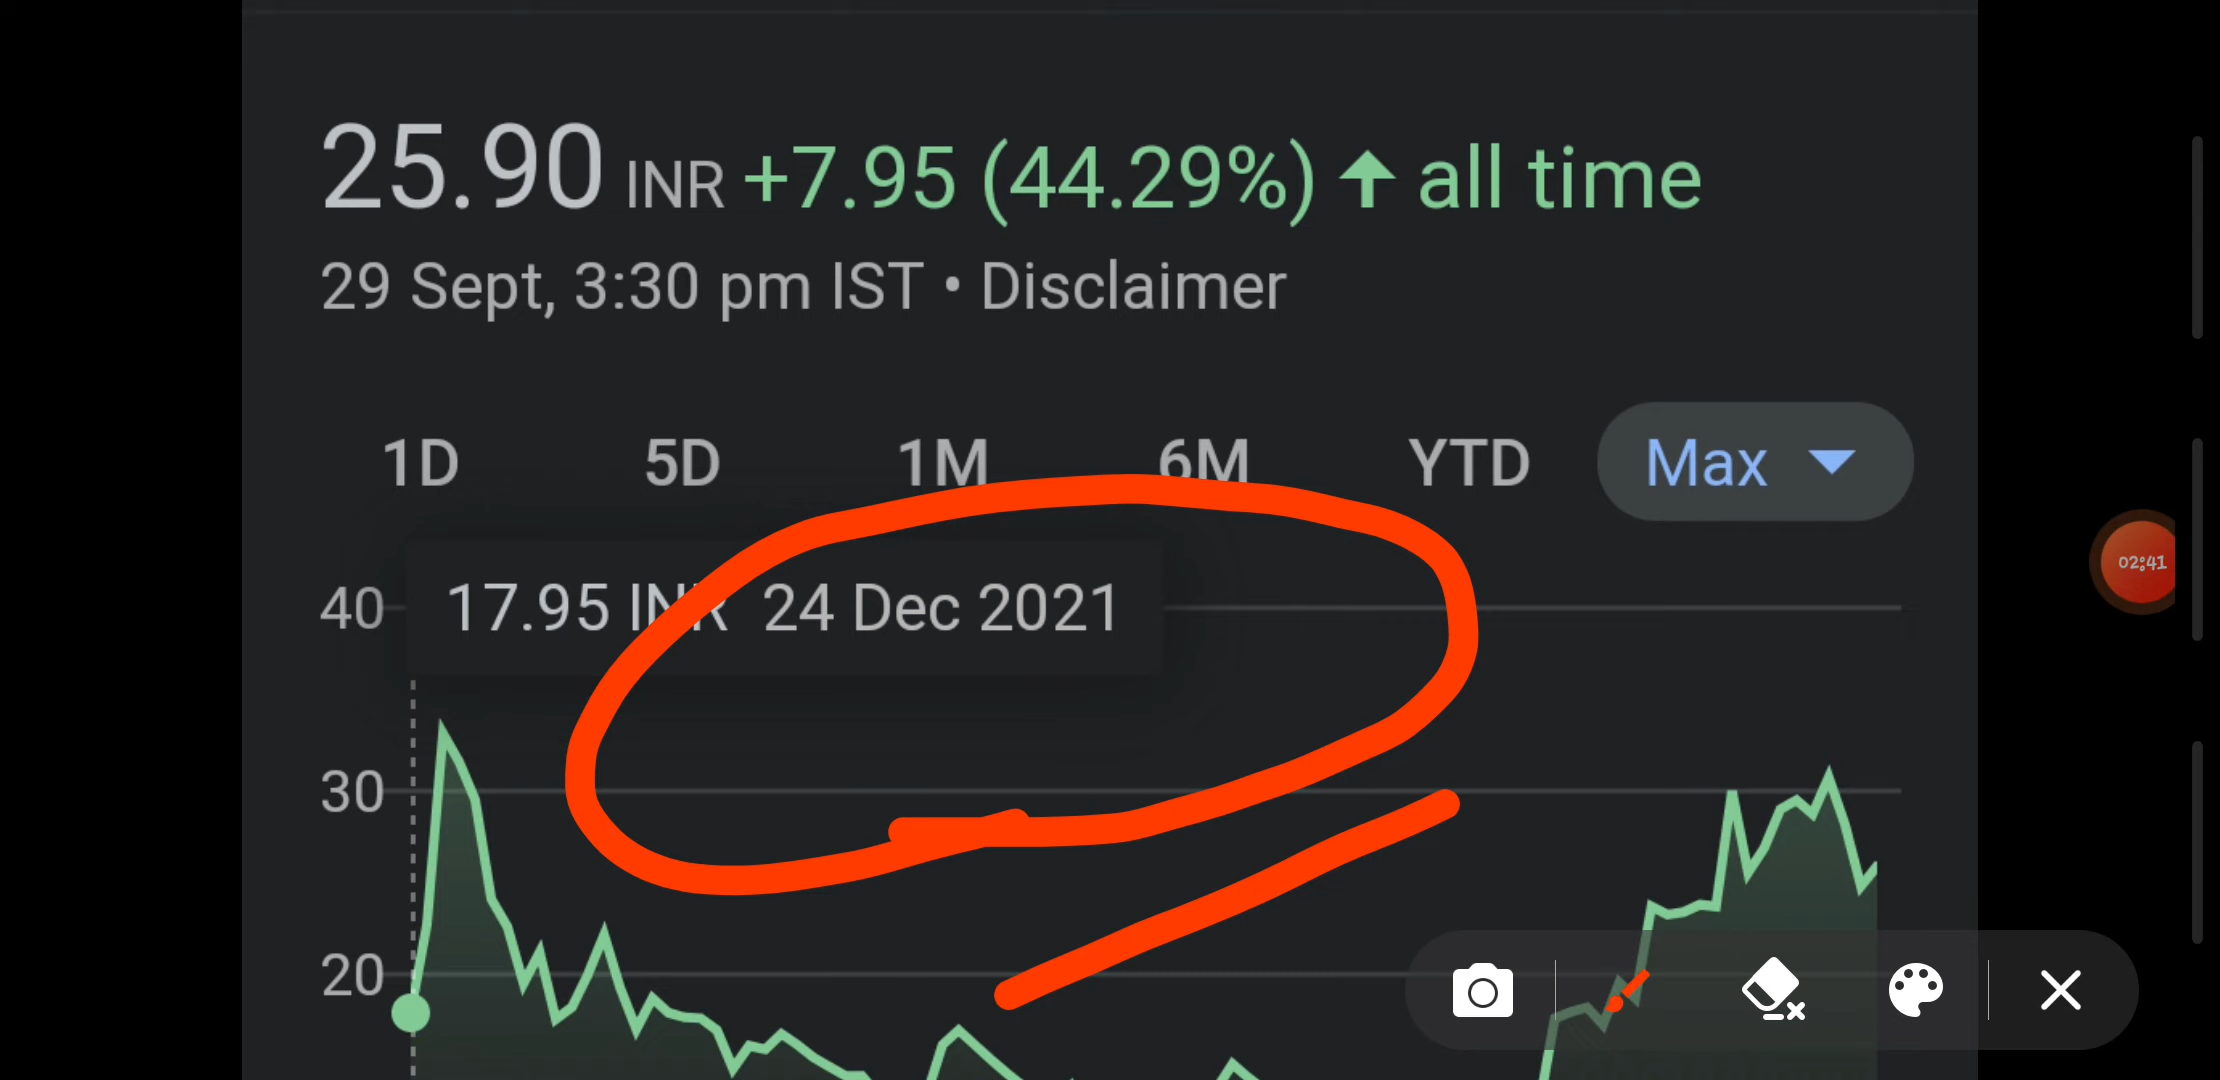 25.90 INR +7.95 (44.29%) ↑ all time
29 Sept, 3:30 pm IST • Disclaimer
1D 5D 1M 6M YTD Max
40 17.95 INR 24 Dec 2021
02:41
30
20